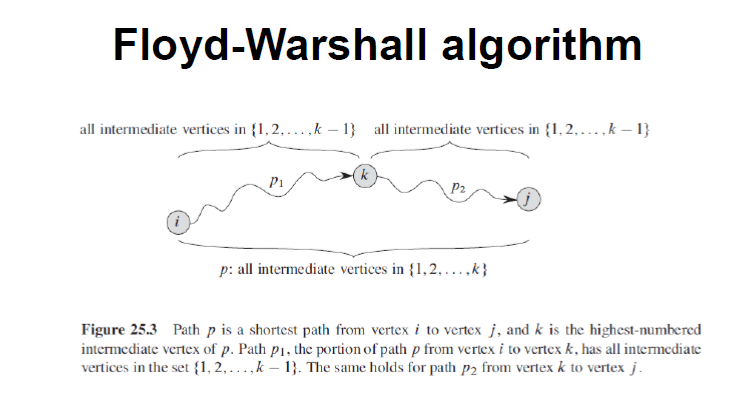 Floyd-Warshall algorithm
all intermediate vertices in {1, 2, . . . , k − 1} all intermediate vertices in {1, 2, . . . , k − 1}
p1
k
p2
j
i
p: all intermediate vertices in {1, 2, . . . , k}
Figure 25.3 Path p is a shortest path from vertex i to vertex j, and k is the highest-numbered
intermediate vertex of p. Path p1, the portion of path p from vertex i to vertex k, has all intermediate
vertices in the set {1, 2, . . . , k − 1}. The same holds for path p2 from vertex k to vertex j.